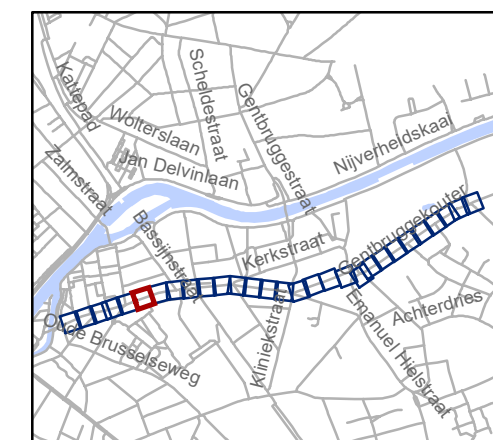 Kattepad
Scheldestraat
Wolterslaan
Gentbruggestraat
Jan Delvinlaan
Nijverheidskaai
Zalmstraat
Bassijnstraat
Kerkstraat
Gentbruggekouter
Oude Brusselseweg
Kliniekstraat
Emanuel Hielstraat
Achterdries